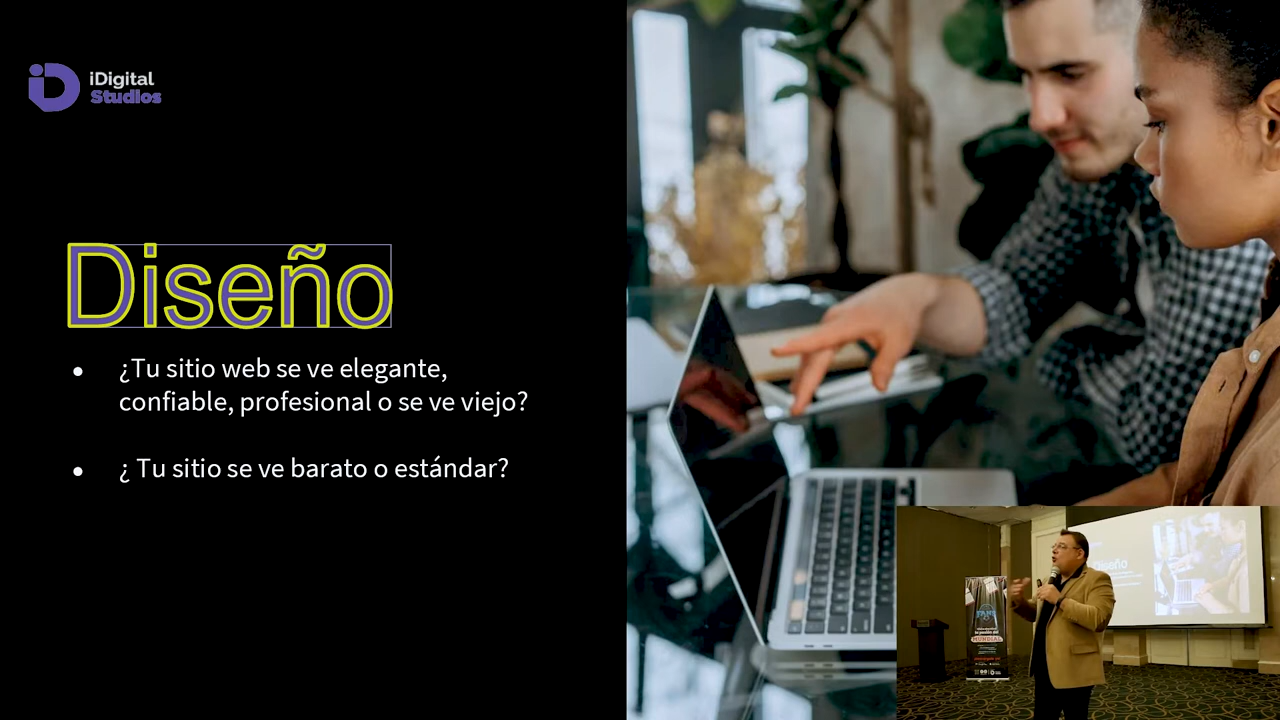 iDigital
Studios
Diseño
• ¿Tu sitio web se ve elegante,
confiable, profesional o se ve viejo?
• ¿ Tu sitio se ve barato o estándar?
Diseño
MUNDIAL